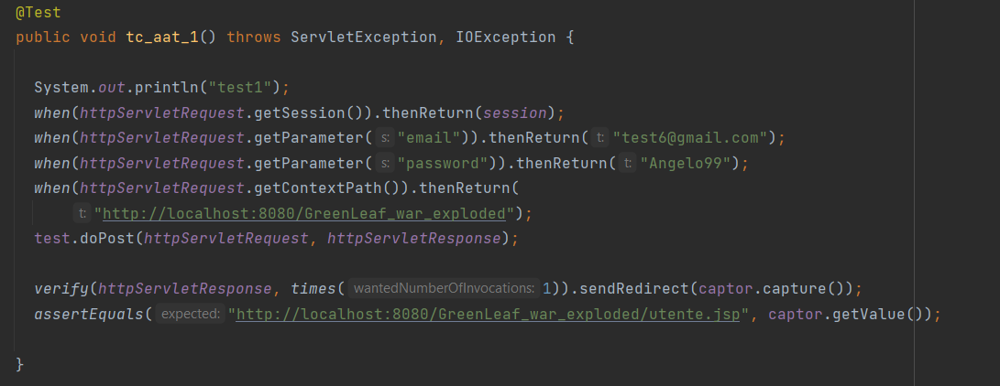 @Test
public void tc_aat_1() throws ServletException, IOException {
System.out.println("test1");
when(httpServletRequest.getSession()).thenReturn(session);
when(httpServletRequest.getParameter( s: "email")).thenReturn( t: "test6@gmail.com");
when(httpServletRequest.getParameter( s: "password")).thenReturn( t: "Angelo99");
when(httpServletRequest.getContextPath()).thenReturn(
t: "http://localhost:8080/GreenLeaf_war_exploded");
test.doPost(httpServletRequest, httpServletResponse);
verify(httpServletResponse, times( wantedNumberOfInvocations: 1)).sendRedirect(captor.capture());
assertEquals( expected: "http://localhost:8080/GreenLeaf_war_exploded/utente.jsp", captor.getValue());
}